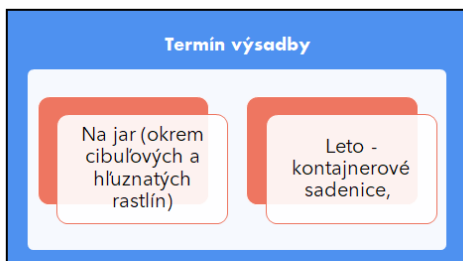 Termín výsadby
Na jar (okrem
cibuľových a
hľuznatých
rastlín)
Leto -
kontajnerové
sadenice,